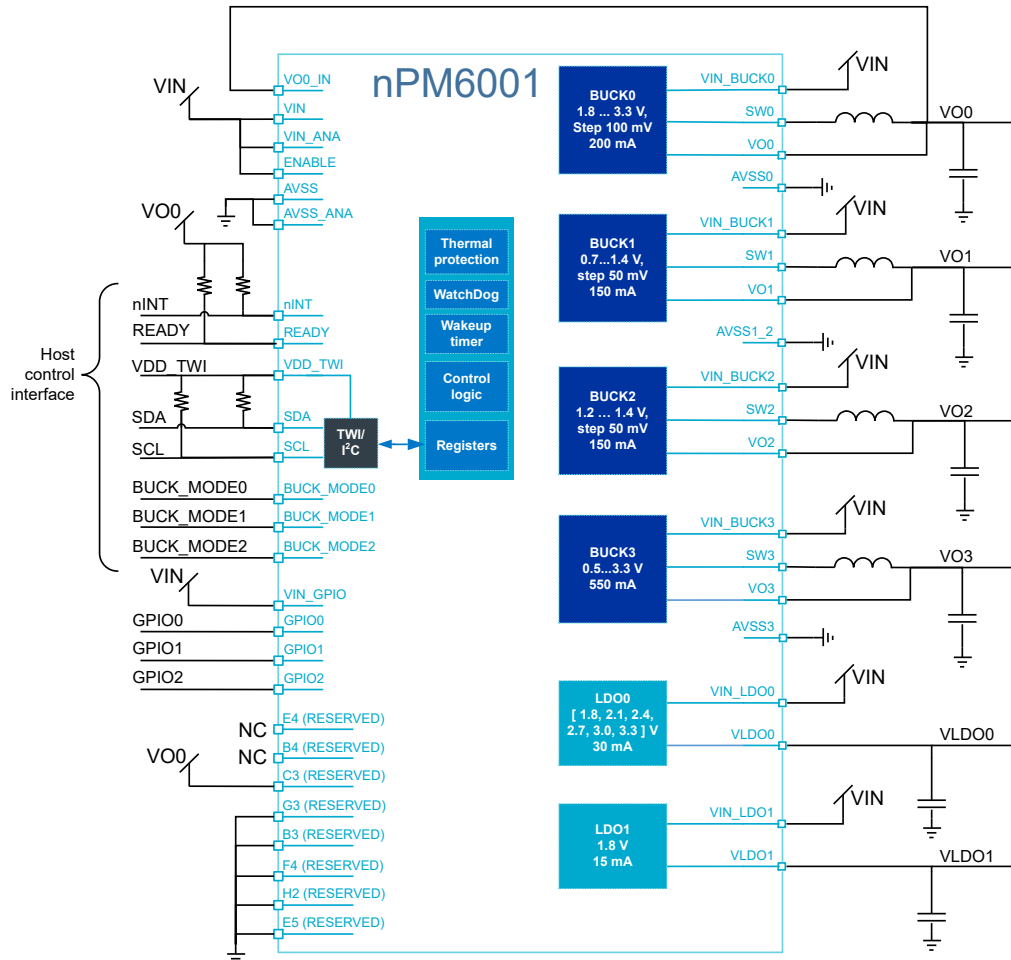 nPM6001
VIN
VO0_IN
VIN
VIN_ANA
ENABLE
AVSS
AVSS_ANA
VO0
Host
control
interface
nINT
nINT
READY
READY
VDD_TWI
VDD_TWI
SDA
SDA
SCL
SCL
TWI/
I²C
BUCK_MODE0
BUCK_MODE0
BUCK_MODE1
BUCK_MODE1
BUCK_MODE2
BUCK_MODE2
VIN
VIN_GPIO
GPIO0
GPIO0
GPIO1
GPIO1
GPIO2
GPIO2
NC
E4 (RESERVED)
NC
B4 (RESERVED)
VO0
C3 (RESERVED)
G3 (RESERVED)
B3 (RESERVED)
F4 (RESERVED)
H2 (RESERVED)
E5 (RESERVED)
Thermal
protection
WatchDog
Wakeup
timer
Control
logic
Registers
BUCK0
1.8 ... 3.3 V,
Step 100 mV
200 mA
VIN_BUCK0
VIN
SW0
VO0
VO0
AVSS0
BUCK1
0.7...1.4 V,
step 50 mV
150 mA
VIN_BUCK1
VIN
SW1
VO1
VO1
AVSS1_2
BUCK2
1.2 ... 1.4 V,
step 50 mV
150 mA
VIN_BUCK2
VIN
SW2
VO2
VO2
BUCK3
0.5...3.3 V
550 mA
VIN_BUCK3
VIN
SW3
VO3
VO3
AVSS3
LDO0
[ 1.8, 2.1, 2.4,
2.7, 3.0, 3.3 ] V
30 mA
VIN_LDO0
VIN
VLDO0
VLDO0
LDO1
1.8 V
15 mA
VIN_LDO1
VIN
VLDO1
VLDO1